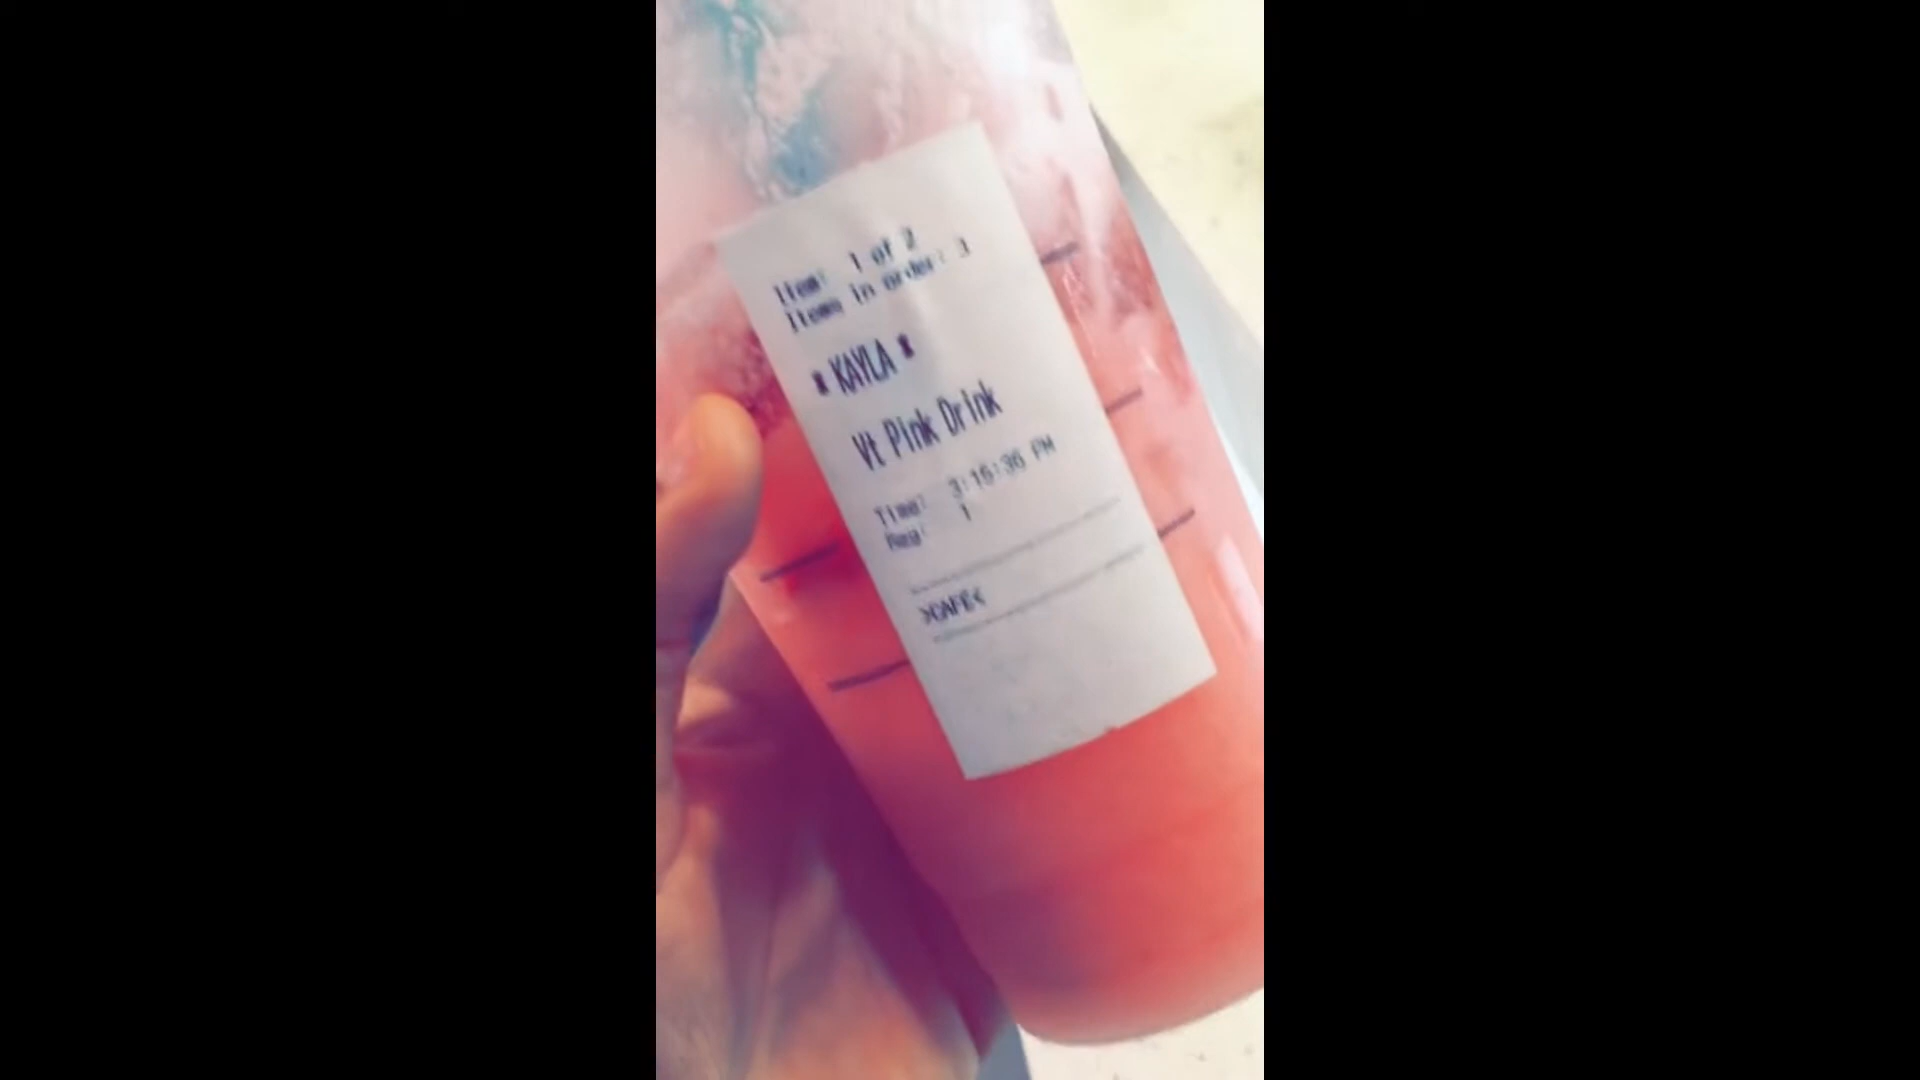 Item: 1 of 2
Items in order: 3
* KAYLA *
Vt Pink Drink
Time: 3:15:36 PM
Reg: 1
>CAFE<